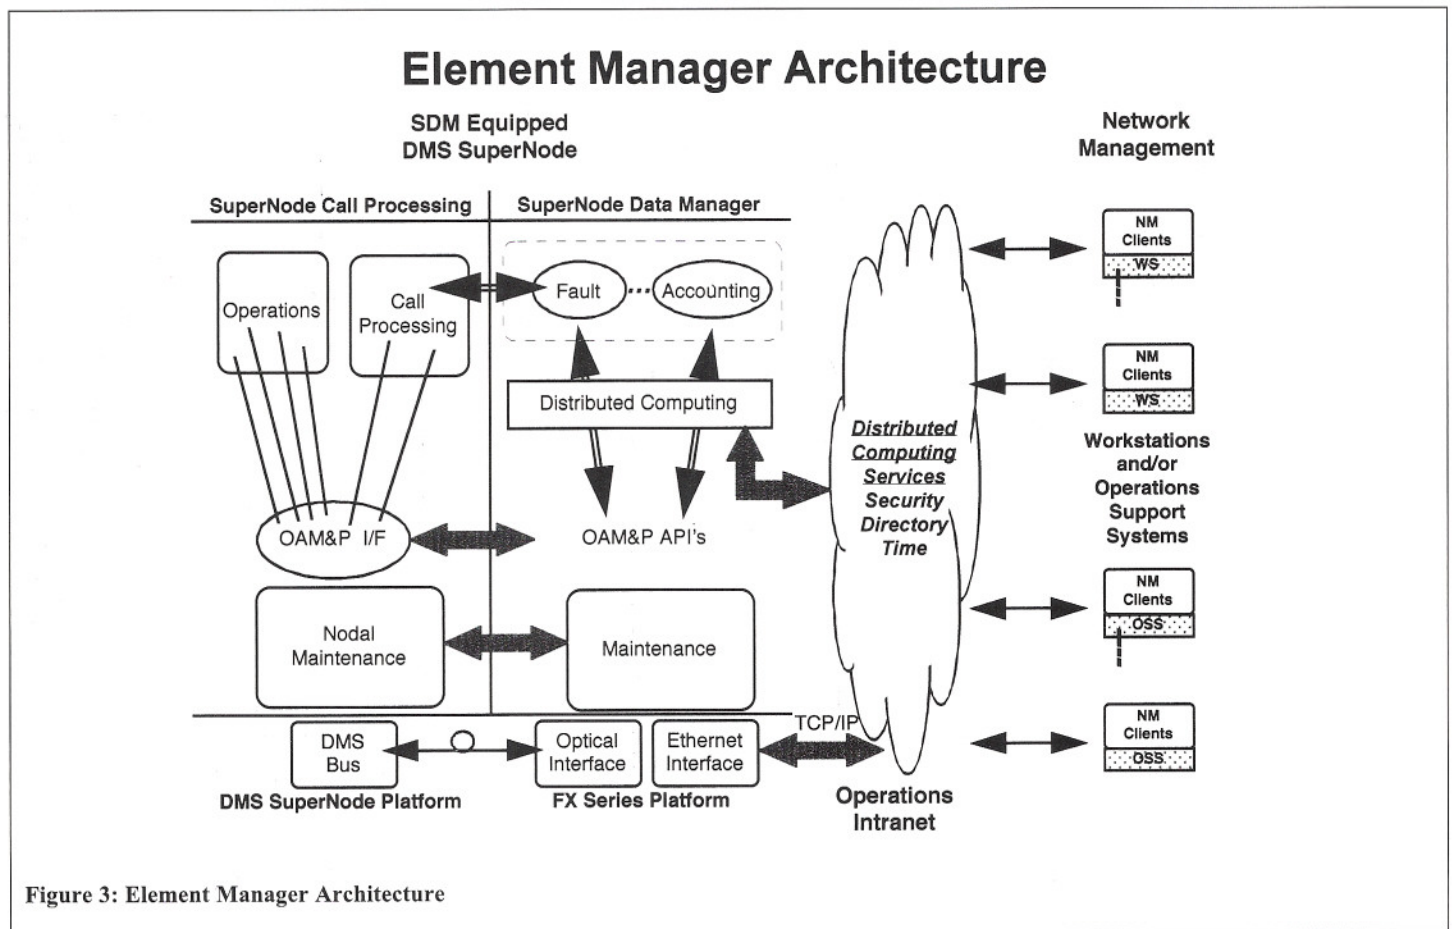 Element Manager Architecture
SDM Equipped
DMS SuperNode
Network
Management
SuperNode Call Processing
SuperNode Data Manager
Operations
Call
Processing
Fault
...
Accounting
Distributed Computing
OAM&P I/F
OAM&P API's
Nodal
Maintenance
Maintenance
DMS
Bus
Optical
Interface
Ethernet
Interface
TCP/IP
DMS SuperNode Platform
FX Series Platform
Distributed
Computing
Services
Security
Directory
Time
Operations
Intranet
NM
Clients
WS
NM
Clients
WS
Workstations
and/or
Operations
Support
Systems
NM
Clients
OSS
NM
Clients
OSS
Figure 3: Element Manager Architecture